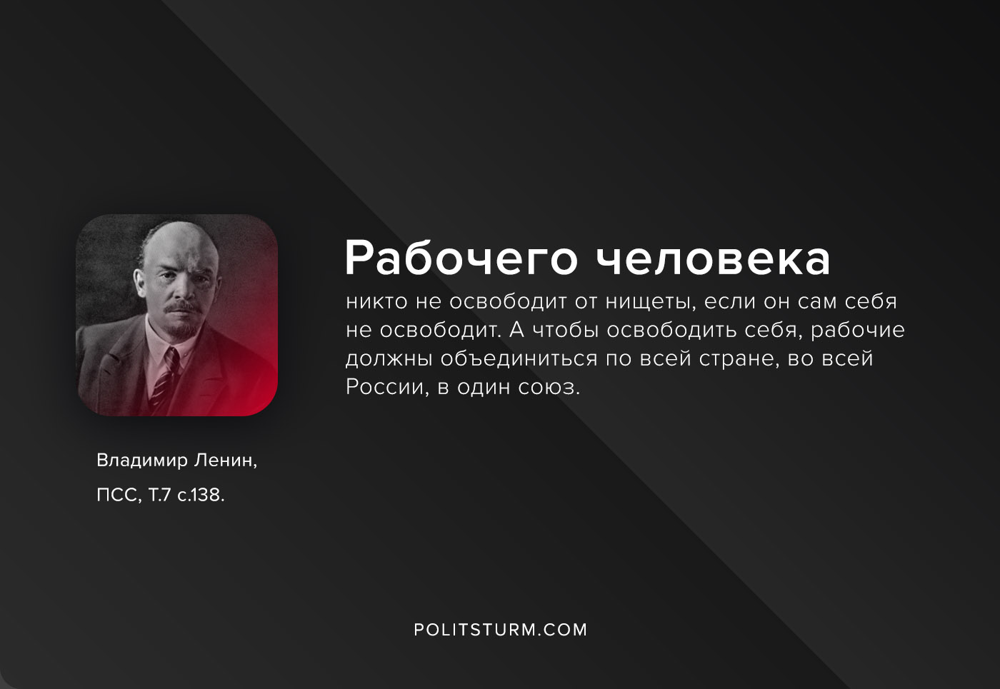 Рабочего человека
никто не освободит от нищеты, если он сам себя
не освободит. А чтобы освободить себя, рабочие
должны объединиться по всей стране, во всей
России, в один союз.
Владимир Ленин,
ПСС, Т.7 с.138.
POLITSTURM.COM